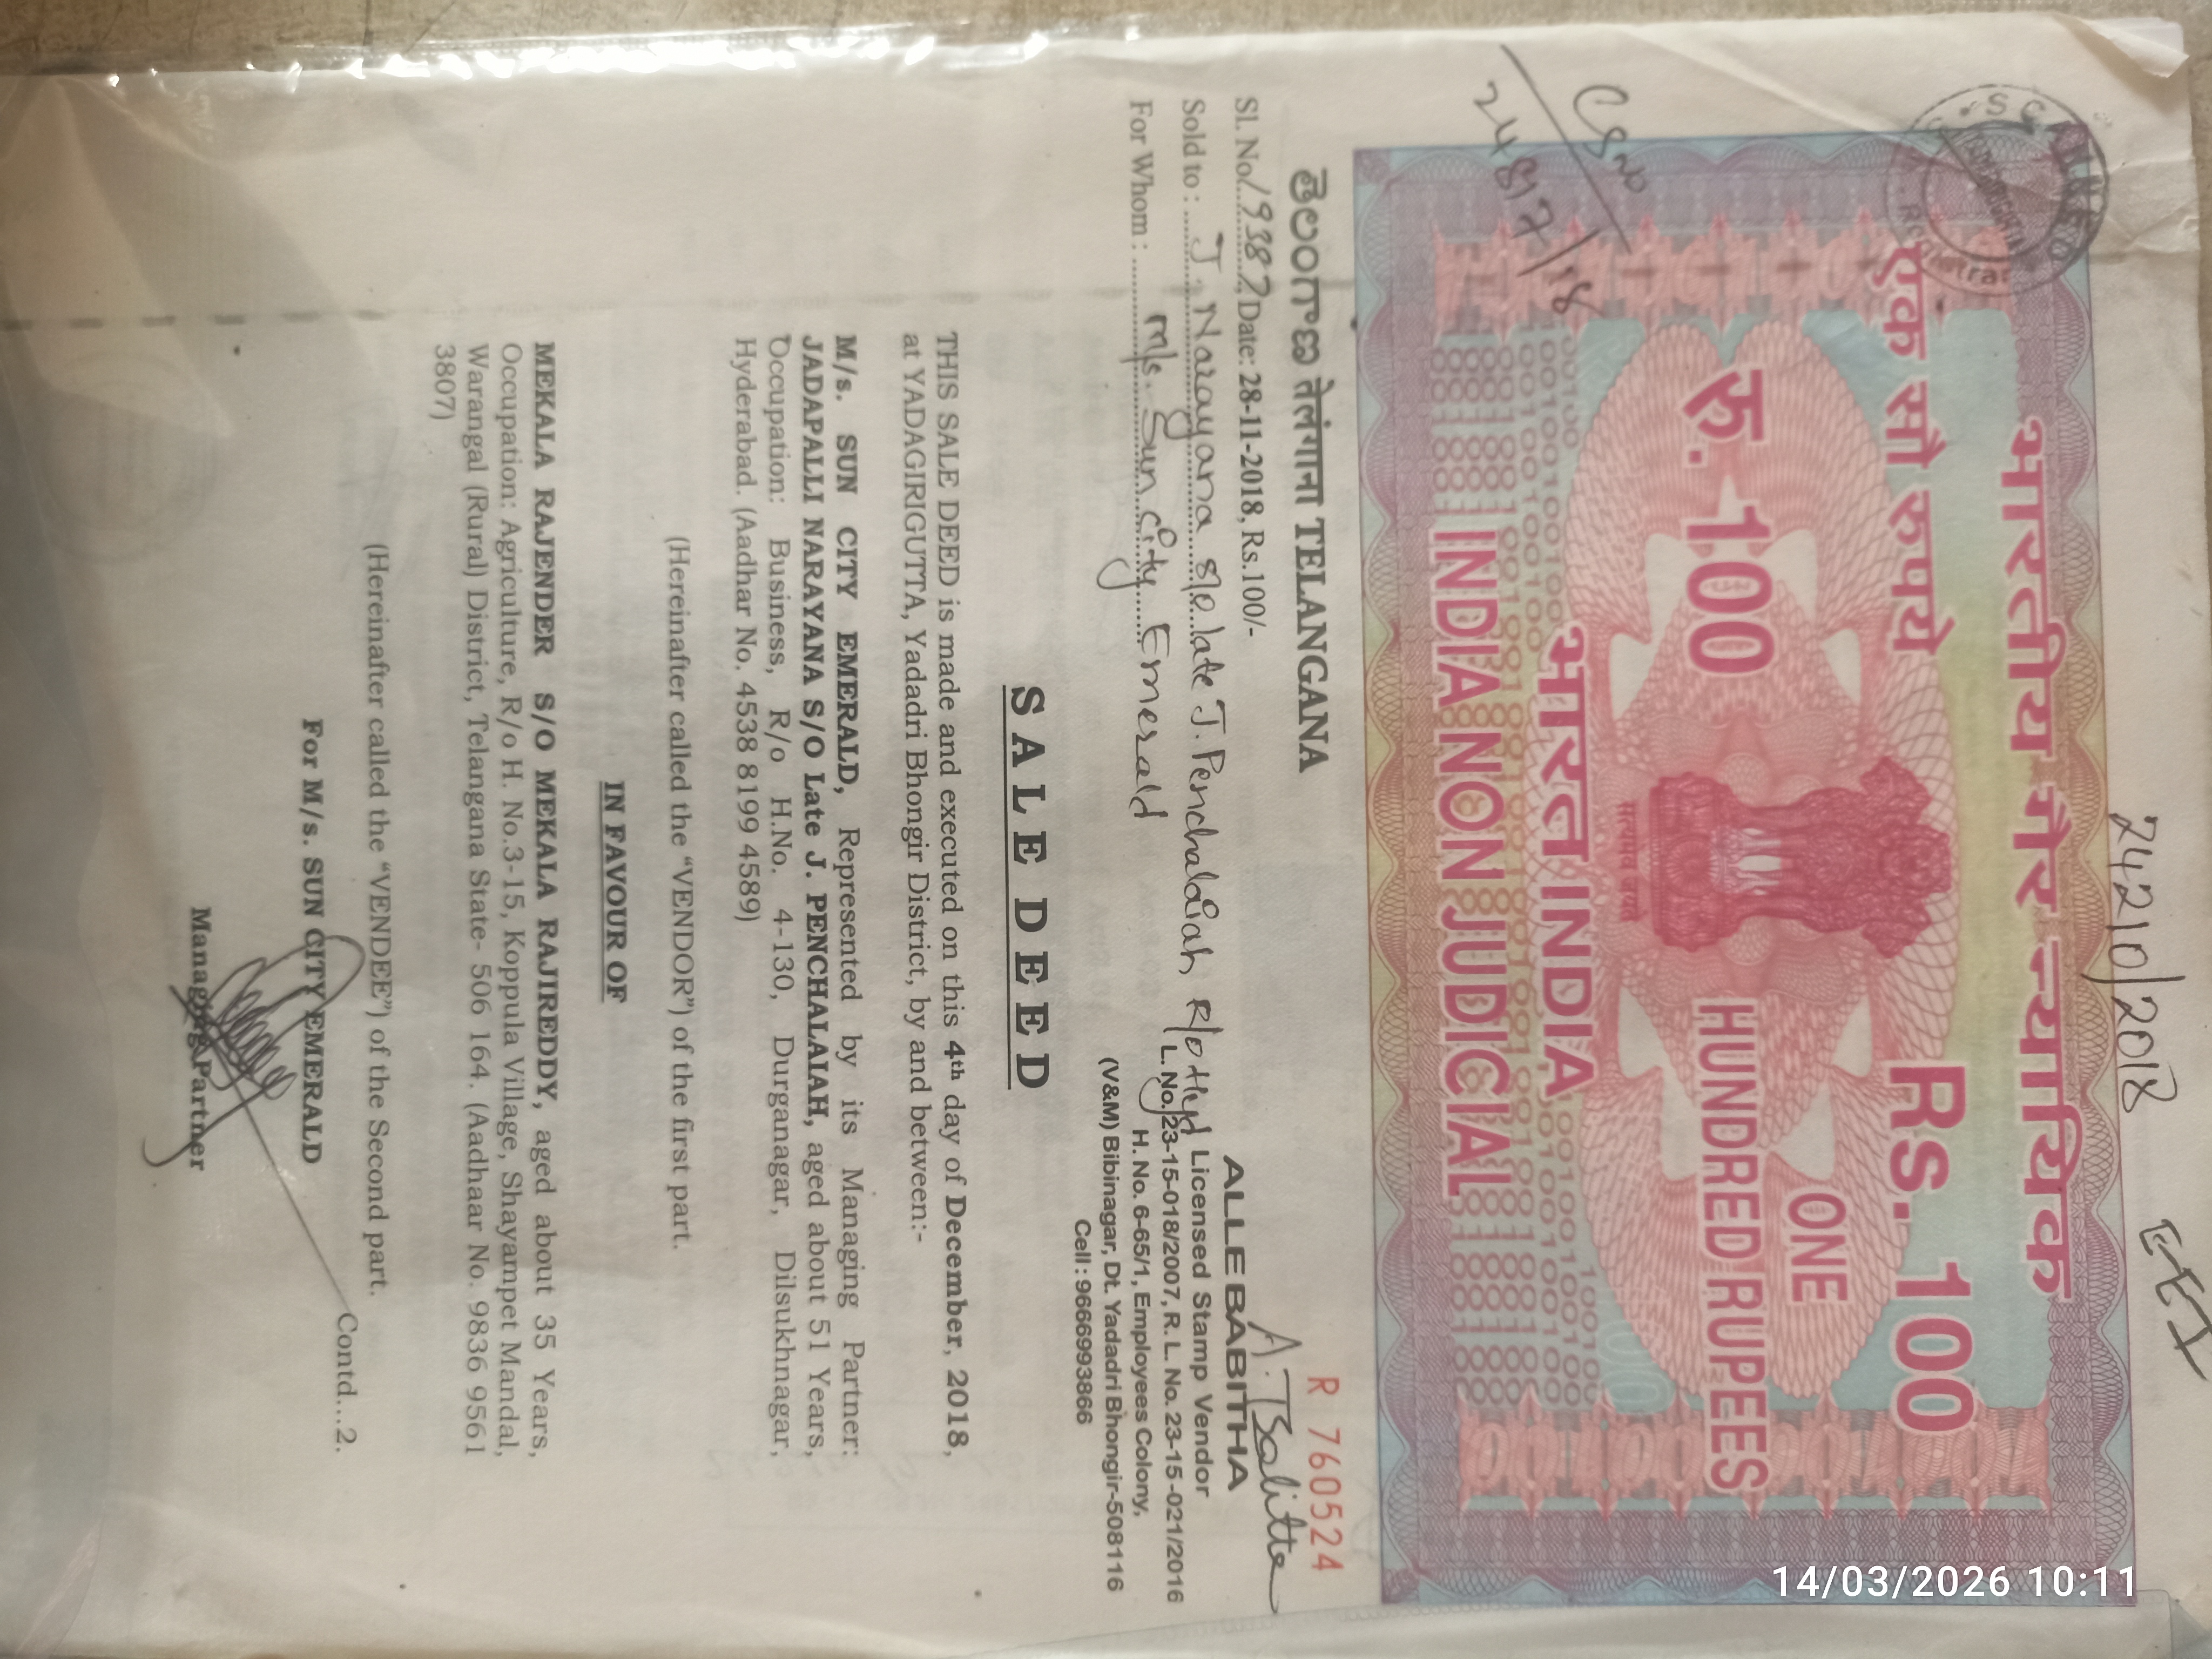 24210/2018
भारतीय गैर न्यायिक
एक सौ रुपये
Rs. 100
रु. 100
ONE
HUNDRED RUPEES
सत्यमेव जयते
भारत INDIA
INDIA NON JUDICIAL
CS No
24817/18
తెలంగాణ तेलंगाना TELANGANA
R 760524
Sl. No. 19387, Date: 28-11-2018, Rs.100/-
Sold to : J. Narayana S/o late J. Penchalaiah, R/o Hyd
For Whom : M/s. Sun City Emerald
A. Babitha
ALLE BABITHA
Licensed Stamp Vendor
L. No. 23-15-018/2007, R. L. No. 23-15-021/2016
H. No. 6-65/1, Employees Colony,
(V&M) Bibinagar, Dt. Yadadri Bhongir-508116
Cell : 9666993866
SALE DEED
THIS SALE DEED is made and executed on this 4th day of December, 2018,
at YADAGIRIGUTTA, Yadadri Bhongir District, by and between:-
M/s. SUN CITY EMERALD, Represented by its Managing Partner:
JADAPALLI NARAYANA S/O Late J. PENCHALAIAH, aged about 51 Years,
Occupation: Business, R/o H.No. 4-130, Durganagar, Dilsukhnagar,
Hyderabad. (Aadhar No. 4538 8199 4589)
(Hereinafter called the “VENDOR”) of the first part.
IN FAVOUR OF
MEKALA RAJENDER S/O MEKALA RAJIREDDY, aged about 35 Years,
Occupation: Agriculture, R/o H. No.3-15, Koppula Village, Shayampet Mandal,
Warangal (Rural) District, Telangana State- 506 164. (Aadhaar No. 9836 9561
3807)
(Hereinafter called the “VENDEE”) of the Second part.
Contd...2.
For M/s. SUN CITY EMERALD
Managing Partner
14/03/2026 10:11